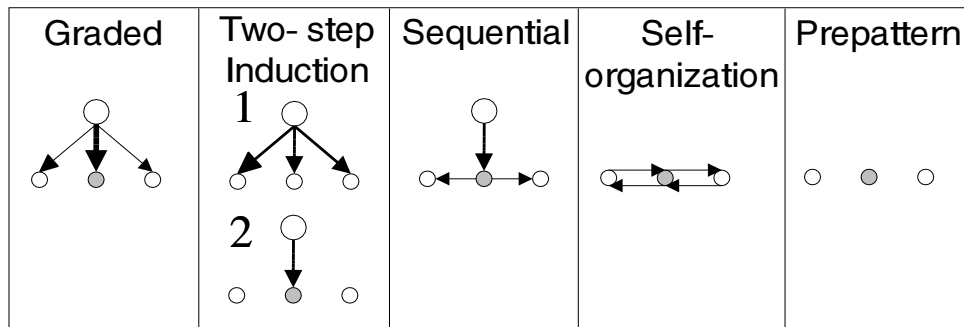 Graded
Two- step
Induction
Sequential
Self-
organization
Prepattern
1
2